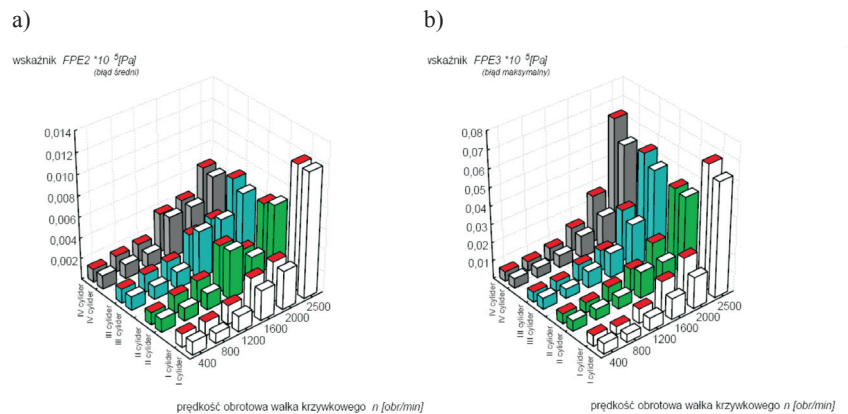 a)
wskaźnik FPE2 *10 5[Pa]
(błąd średni)
0,014
0,012
0,010
0,008
0,006
0,004
0,002
IV cylider
IV cylider
III cylider
III cylider
II cylider
II cylider
I cylider
I cylider
400
800
1200
1600
2000
2500
prędkość obrotowa wałka krzywkowego n [obr/min]
b)
wskaźnik FPE3 *10 5[Pa]
(błąd maksymalny)
0,08
0,07
0,06
0,05
0,04
0,03
0,02
0,01
IV cylider
IV cylider
III cylider
III cylider
II cylider
II cylider
I cylider
I cylider
400
800
1200
1600
2000
2500
prędkość obrotowa wałka krzywkowego n [obr/min]